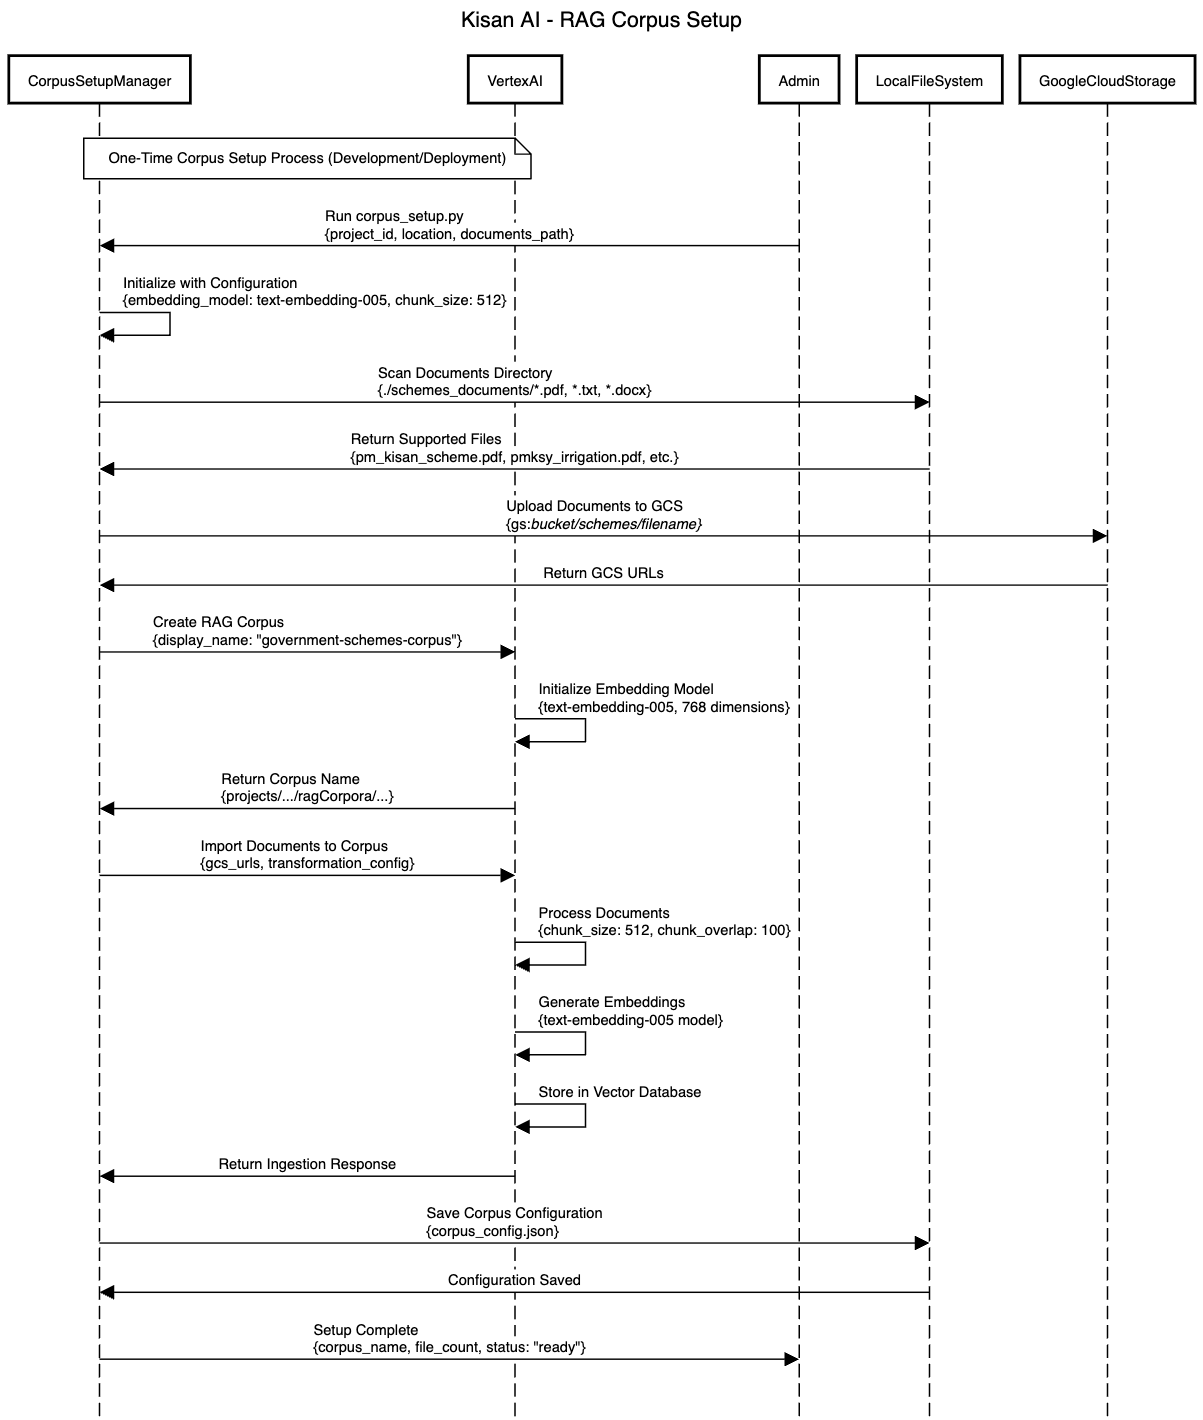 Kisan AI - RAG Corpus Setup
CorpusSetupManager
VertexAI
Admin
LocalFileSystem
GoogleCloudStorage
One-Time Corpus Setup Process (Development/Deployment)
Run corpus_setup.py
{project_id, location, documents_path}
Initialize with Configuration
{embedding_model: text-embedding-005, chunk_size: 512}
Scan Documents Directory
{./schemes_documents/*.pdf, *.txt, *.docx}
Return Supported Files
{pm_kisan_scheme.pdf, pmksy_irrigation.pdf, etc.}
Upload Documents to GCS
{gs:bucket/schemes/filename}
Return GCS URLs
Create RAG Corpus
{display_name: "government-schemes-corpus"}
Initialize Embedding Model
{text-embedding-005, 768 dimensions}
Return Corpus Name
{projects/.../ragCorpora/...}
Import Documents to Corpus
{gcs_urls, transformation_config}
Process Documents
{chunk_size: 512, chunk_overlap: 100}
Generate Embeddings
{text-embedding-005 model}
Store in Vector Database
Return Ingestion Response
Save Corpus Configuration
{corpus_config.json}
Configuration Saved
Setup Complete
{corpus_name, file_count, status: "ready"}